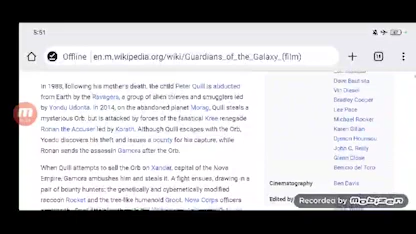 5:51
Offline en.m.wikipedia.org/wiki/Guardians_of_the_Galaxy_(film)
In 1988, following his mother's death, the child Peter Quill is abducted
from Earth by the Ravagers, a group of alien thieves and smugglers led
by Yondu Udonta. In 2014, on the abandoned planet Morag, Quill steals a
mysterious Orb, but is attacked by forces of the fanatical Kree renegade
Ronan the Accuser led by Korath. Although Quill escapes with the Orb,
Yondu discovers his theft and issues a bounty for his capture, while
Ronan sends the assassin Gamora after the Orb.
When Quill attempts to sell the Orb on Xandar, capital of the Nova
Empire, Gamora ambushes him and steals it. A fight ensues, drawing in a
pair of bounty hunters: the genetically and cybernetically modified
raccoon Rocket and the tree-like humanoid Groot. Nova Corps officers
Dave Bautista
Vin Diesel
Bradley Cooper
Lee Pace
Michael Rooker
Karen Gillan
Djimon Hounsou
John C. Reilly
Glenn Close
Benicio del Toro
Cinematography Ben Davis
Edited by
Recorded by mobizen